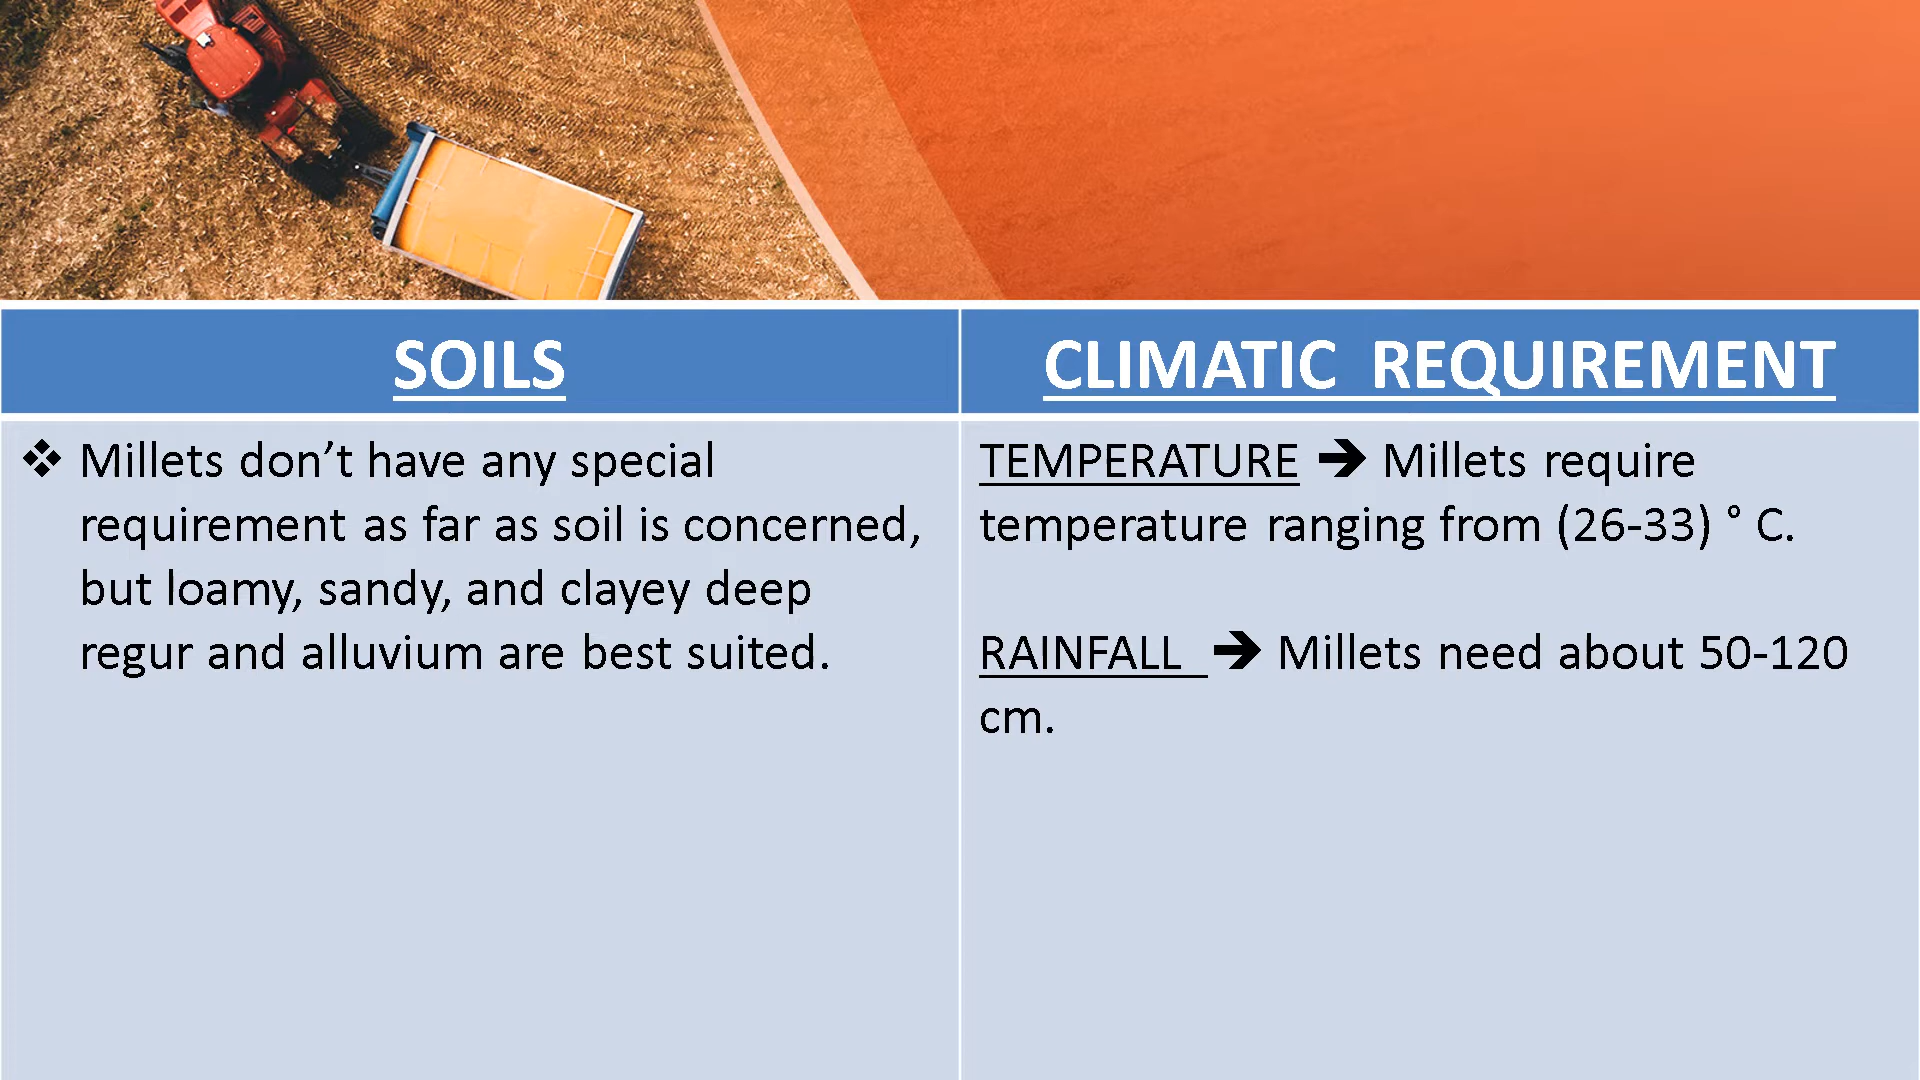 SOILS
CLIMATIC REQUIREMENT
❖ Millets don’t have any special
requirement as far as soil is concerned,
but loamy, sandy, and clayey deep
regur and alluvium are best suited.
TEMPERATURE 🡺 Millets require
temperature ranging from (26-33) ° C.
RAINFALL 🡺 Millets need about 50-120
cm.